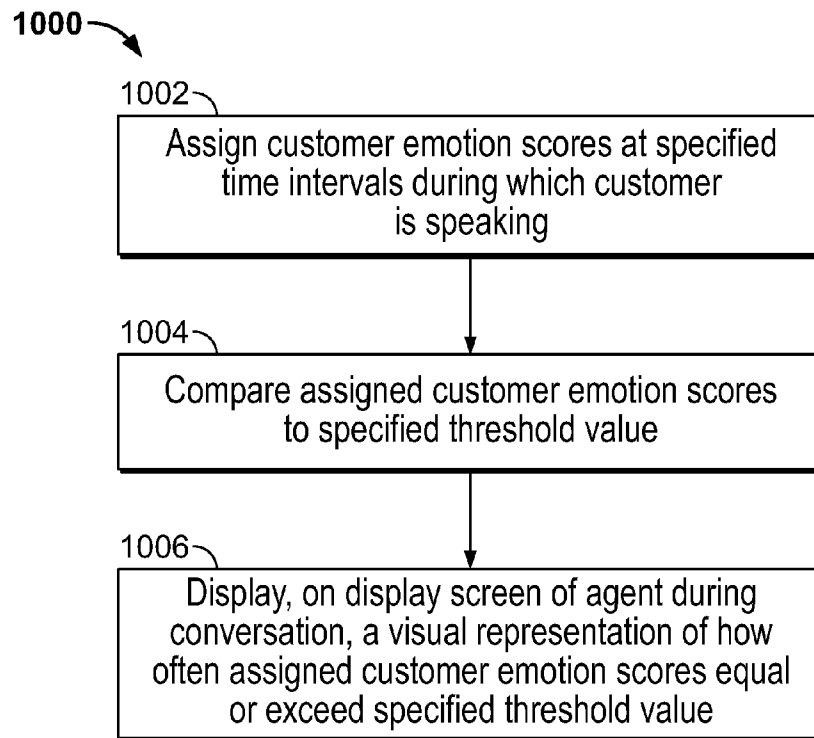 1000
1002
Assign customer emotion scores at specified
time intervals during which customer
is speaking
1004
Compare assigned customer emotion scores
to specified threshold value
1006
Display, on display screen of agent during
conversation, a visual representation of how
often assigned customer emotion scores equal
or exceed specified threshold value